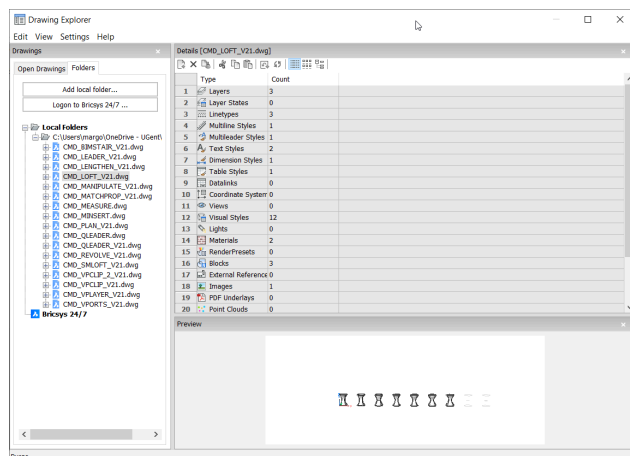 Drawing Explorer
Edit View Settings Help
Drawings
Open Drawings Folders
Add local folder...
Logon to Bricsys 24/7 ...
Local Folders
C:\Users\margo\OneDrive - UGent\
CMD_BIMSTAIR_V21.dwg
CMD_LEADER_V21.dwg
CMD_LENGTHEN_V21.dwg
CMD_LOFT_V21.dwg
CMD_MANIPULATE_V21.dwg
CMD_MATCHPROP_V21.dwg
CMD_MEASURE.dwg
CMD_MINSERT.dwg
CMD_PLAN_V21.dwg
CMD_QLEADER.dwg
CMD_QLEADER_V21.dwg
CMD_REVOLVE_V21.dwg
CMD_SMLOFT_V21.dwg
CMD_VPCLIP_2_V21.dwg
CMD_VPCLIP_V21.dwg
CMD_VPLAYER_V21.dwg
CMD_VPORTS_V21.dwg
Bricsys 24/7
Details [CMD_LOFT_V21.dwg]
Type Count
1 Layers 3
2 Layer States 0
3 Linetypes 3
4 Multiline Styles 1
5 Multileader Styles 1
6 Text Styles 2
7 Dimension Styles 1
8 Table Styles 1
9 Datalinks 0
10 Coordinate System 0
11 Views 0
12 Visual Styles 12
13 Lights 0
14 Materials 2
15 RenderPresets 0
16 Blocks 3
17 External Reference 0
18 Images 1
19 PDF Underlays 0
20 Point Clouds 0
Preview